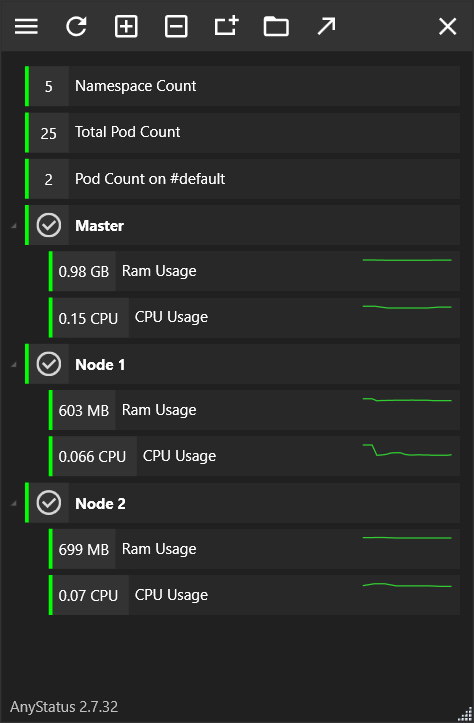 5 Namespace Count
25 Total Pod Count
2 Pod Count on #default
Master
0.98 GB Ram Usage
0.15 CPU CPU Usage
Node 1
603 MB Ram Usage
0.066 CPU CPU Usage
Node 2
699 MB Ram Usage
0.07 CPU CPU Usage
AnyStatus 2.7.32